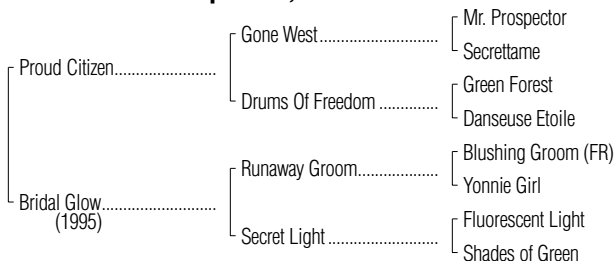 Gone West............................ Mr. Prospector
Secrettame
Proud Citizen........................
Drums Of Freedom .............. Green Forest
Danseuse Etoile
Runaway Groom................... Blushing Groom (FR)
Yonnie Girl
Bridal Glow...........................
(1995)
Secret Light .......................... Fluorescent Light
Shades of Green